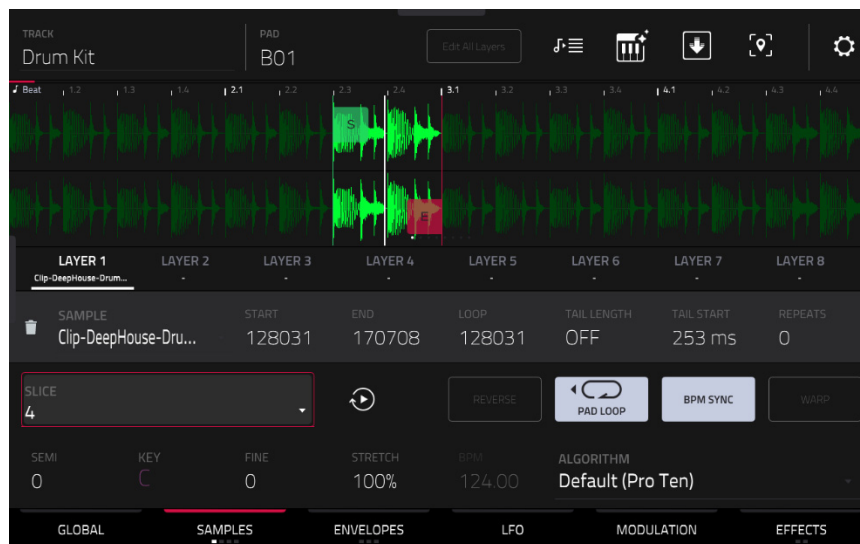 TRACK PAD
Drum Kit B01 Edit All Layers
Beat 1.2 1.3 1.4 2.1 2.2 2.3 2.4 3.1 3.2 3.3 3.4 4.1 4.2 4.3 4.4
S
E
LAYER 1 LAYER 2 LAYER 3 LAYER 4 LAYER 5 LAYER 6 LAYER 7 LAYER 8
Clip-DeepHouse-Drum... - - - - - - -
SAMPLE START END LOOP TAIL LENGTH TAIL START REPEATS
Clip-DeepHouse-Dru... 128031 170708 128031 OFF 253 ms 0
SLICE
4 REVERSE PAD LOOP BPM SYNC WARP
SEMI KEY FINE STRETCH BPM ALGORITHM
0 C 0 100% 124.00 Default (Pro Ten)
GLOBAL SAMPLES ENVELOPES LFO MODULATION EFFECTS